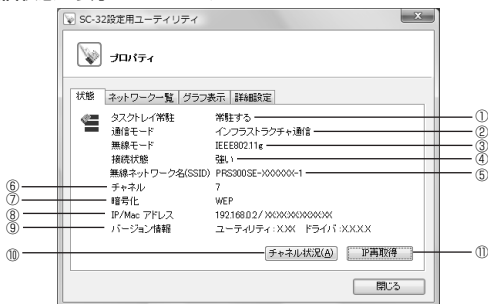 SC-32設定用ユーティリティ
プロパティ
状態 ネットワーク一覧 グラフ表示 詳細設定
タスクトレイ常駐 常駐する ①
通信モード インフラストラクチャ通信 ②
無線モード IEEE802.11g ③
接続状態 強い ④
無線ネットワーク名(SSID) PRS300SE-XXXXXX-1 ⑤
⑥ チャネル 7
⑦ 暗号化 WEP
⑧ IP/Mac アドレス 192.168.0.2 / XX:XX:XX:XX:XX:XX
⑨ バージョン情報 ユーティリティ:X.XX ドライバ:X.X.X.X
⑩ チャネル状況(A) IP再取得 ⑪
閉じる